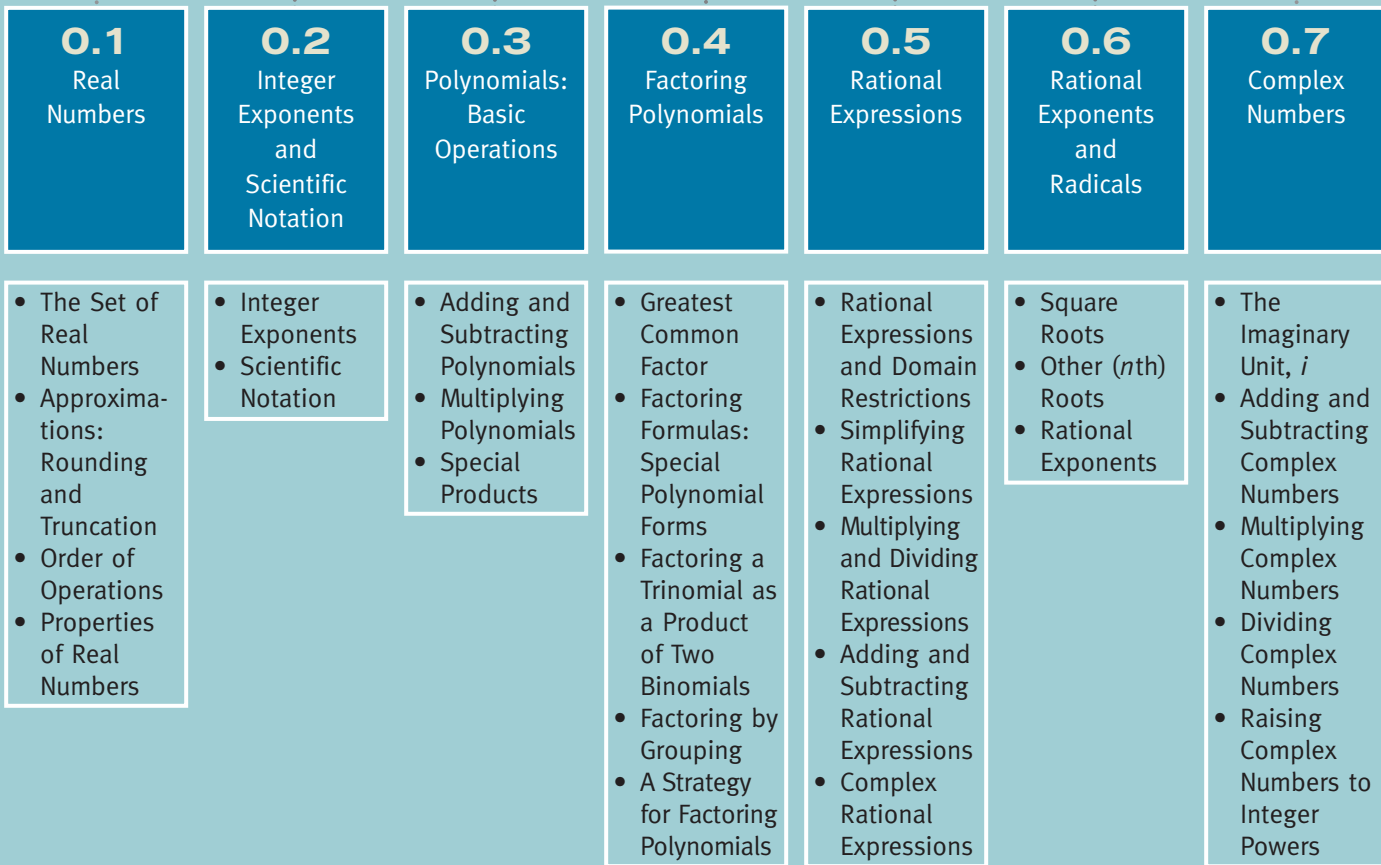 0.1
Real
Numbers
0.2
Integer
Exponents
and
Scientific
Notation
0.3
Polynomials:
Basic
Operations
0.4
Factoring
Polynomials
0.5
Rational
Expressions
0.6
Rational
Exponents
and
Radicals
0.7
Complex
Numbers
• The Set of
Real
Numbers
• Approxima-
tions:
Rounding
and
Truncation
• Order of
Operations
• Properties
of Real
Numbers
• Integer
Exponents
• Scientific
Notation
• Adding and
Subtracting
Polynomials
• Multiplying
Polynomials
• Special
Products
• Greatest
Common
Factor
• Factoring
Formulas:
Special
Polynomial
Forms
• Factoring a
Trinomial as
a Product
of Two
Binomials
• Factoring by
Grouping
• A Strategy
for Factoring
Polynomials
• Rational
Expressions
and Domain
Restrictions
• Simplifying
Rational
Expressions
• Multiplying
and Dividing
Rational
Expressions
• Adding and
Subtracting
Rational
Expressions
• Complex
Rational
Expressions
• Square
Roots
• Other (nth)
Roots
• Rational
Exponents
• The
Imaginary
Unit, i
• Adding and
Subtracting
Complex
Numbers
• Multiplying
Complex
Numbers
• Dividing
Complex
Numbers
• Raising
Complex
Numbers to
Integer
Powers